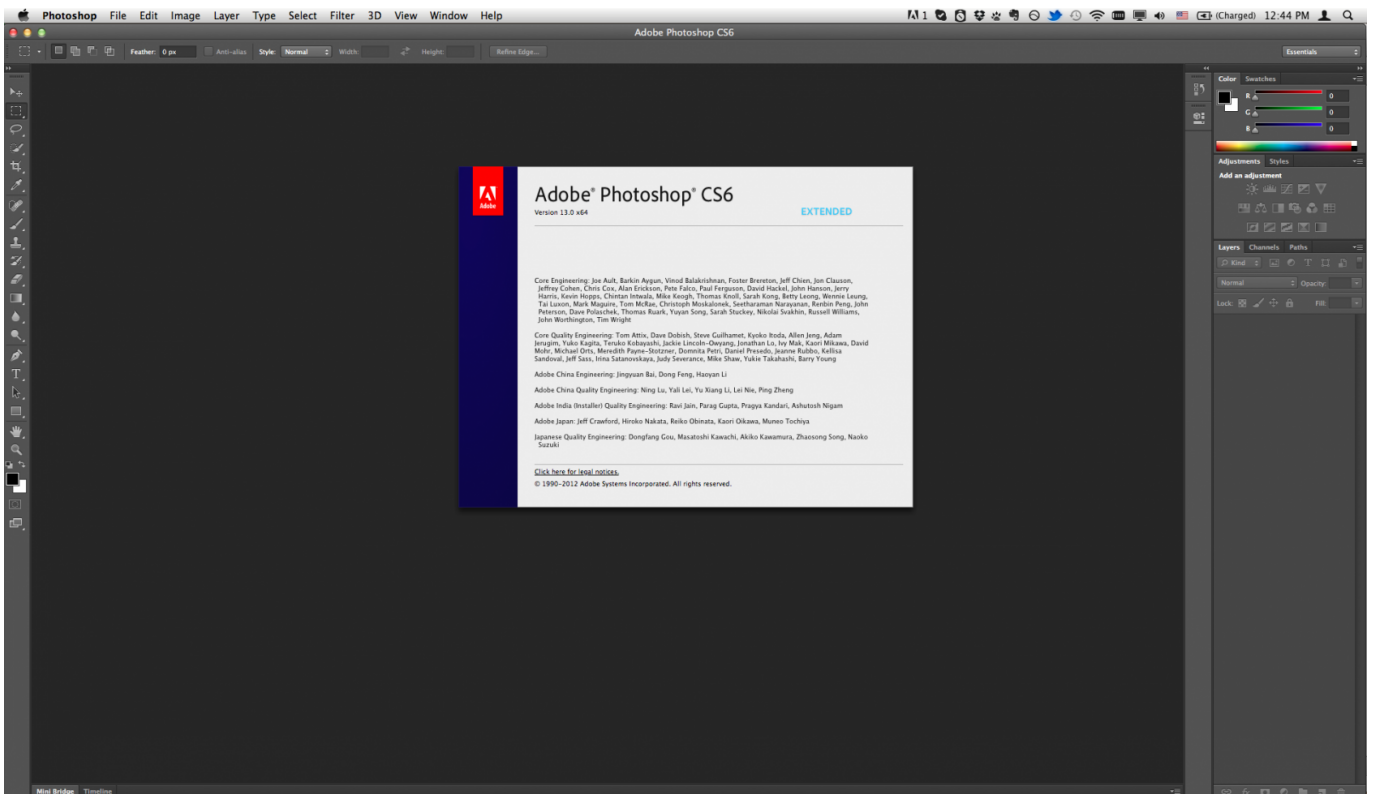 Photoshop File Edit Image Layer Type Select Filter 3D View Window Help
1 (Charged) 12:44 PM
Adobe Photoshop CS6
Feather: 0 px Anti-alias Style: Normal Width: Height: Refine Edge... Essentials
Color Swatches
R 0
G 0
B 0
Adjustments Styles
Add an adjustment
Layers Channels Paths
Kind
Normal Opacity:
Lock: Fill:
Adobe
Adobe® Photoshop® CS6
Version 13.0 x64
EXTENDED
Core Engineering: Joe Ault, Barkin Aygun, Vinod Balakrishnan, Foster Brereton, Jeff Chien, Jon Clauson,
Jeffrey Cohen, Chris Cox, Alan Erickson, Pete Falco, Paul Ferguson, David Hackel, John Hanson, Jerry
Harris, Kevin Hopps, Chintan Intwala, Mike Keogh, Thomas Knoll, Sarah Kong, Betty Leong, Wennie Leung,
Tai Luxon, Mark Maguire, Tom McRae, Christoph Moskalonek, Seetharaman Narayanan, Renbin Peng, John
Peterson, Dave Polaschek, Thomas Ruark, Yuyan Song, Sarah Stuckey, Nikolai Svakhin, Russell Williams,
John Worthington, Tim Wright
Core Quality Engineering: Tom Attix, Dave Dobish, Steve Guilhamet, Kyoko Itoda, Allen Jeng, Adam
Jerugim, Yuko Kagita, Teruko Kobayashi, Jackie Lincoln-Owyang, Jonathan Lo, Ivy Mak, Kaori Mikawa, David
Mohr, Michael Orts, Meredith Payne-Stotzner, Domnita Petri, Daniel Presedo, Jeanne Rubbo, Kellisa
Sandoval, Jeff Sass, Irina Satanovskaya, Judy Severance, Mike Shaw, Yukie Takahashi, Barry Young
Adobe China Engineering: Jingyuan Bai, Dong Feng, Haoyan Li
Adobe China Quality Engineering: Ning Lu, Yali Lei, Yu Xiang Li, Lei Nie, Ping Zheng
Adobe India (Installer) Quality Engineering: Ravi Jain, Parag Gupta, Pragya Kandari, Ashutosh Nigam
Adobe Japan: Jeff Crawford, Hiroko Nakata, Reiko Obinata, Kaori Oikawa, Muneo Tochiya
Japanese Quality Engineering: Dongfang Gou, Masatoshi Kawachi, Akiko Kawamura, Zhaosong Song, Naoko
Suzuki
Click here for legal notices.
© 1990-2012 Adobe Systems Incorporated. All rights reserved.
Mini Bridge Timeline